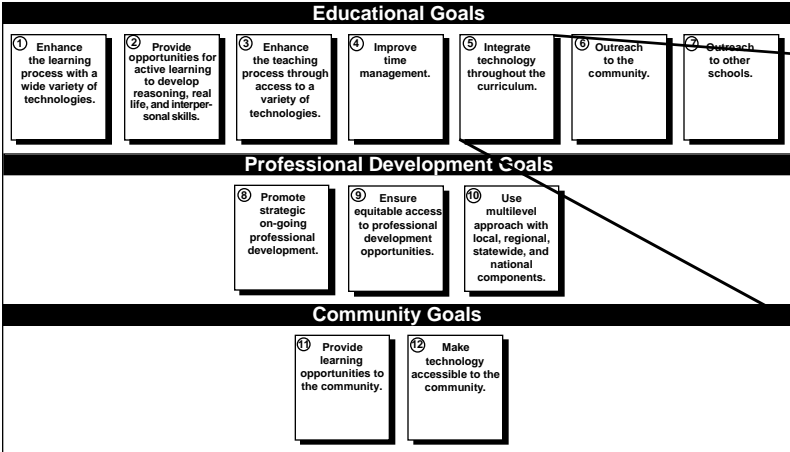 Educational Goals
1 Enhance
the learning
process with a
wide variety of
technologies.
2 Provide
opportunities for
active learning
to develop
reasoning, real
life, and interper-
sonal skills.
3 Enhance
the teaching
process through
access to a
variety of
technologies.
4 Improve
time
management.
5 Integrate
technology
throughout the
curriculum.
6 Outreach
to the
community.
7 Outreach
to other
schools.
Professional Development Goals
8 Promote
strategic
on-going
professional
development.
9 Ensure
equitable access
to professional
development
opportunities.
10 Use
multilevel
approach with
local, regional,
statewide, and
national
components.
Community Goals
11 Provide
learning
opportunities to
the community.
12 Make
technology
accessible to the
community.